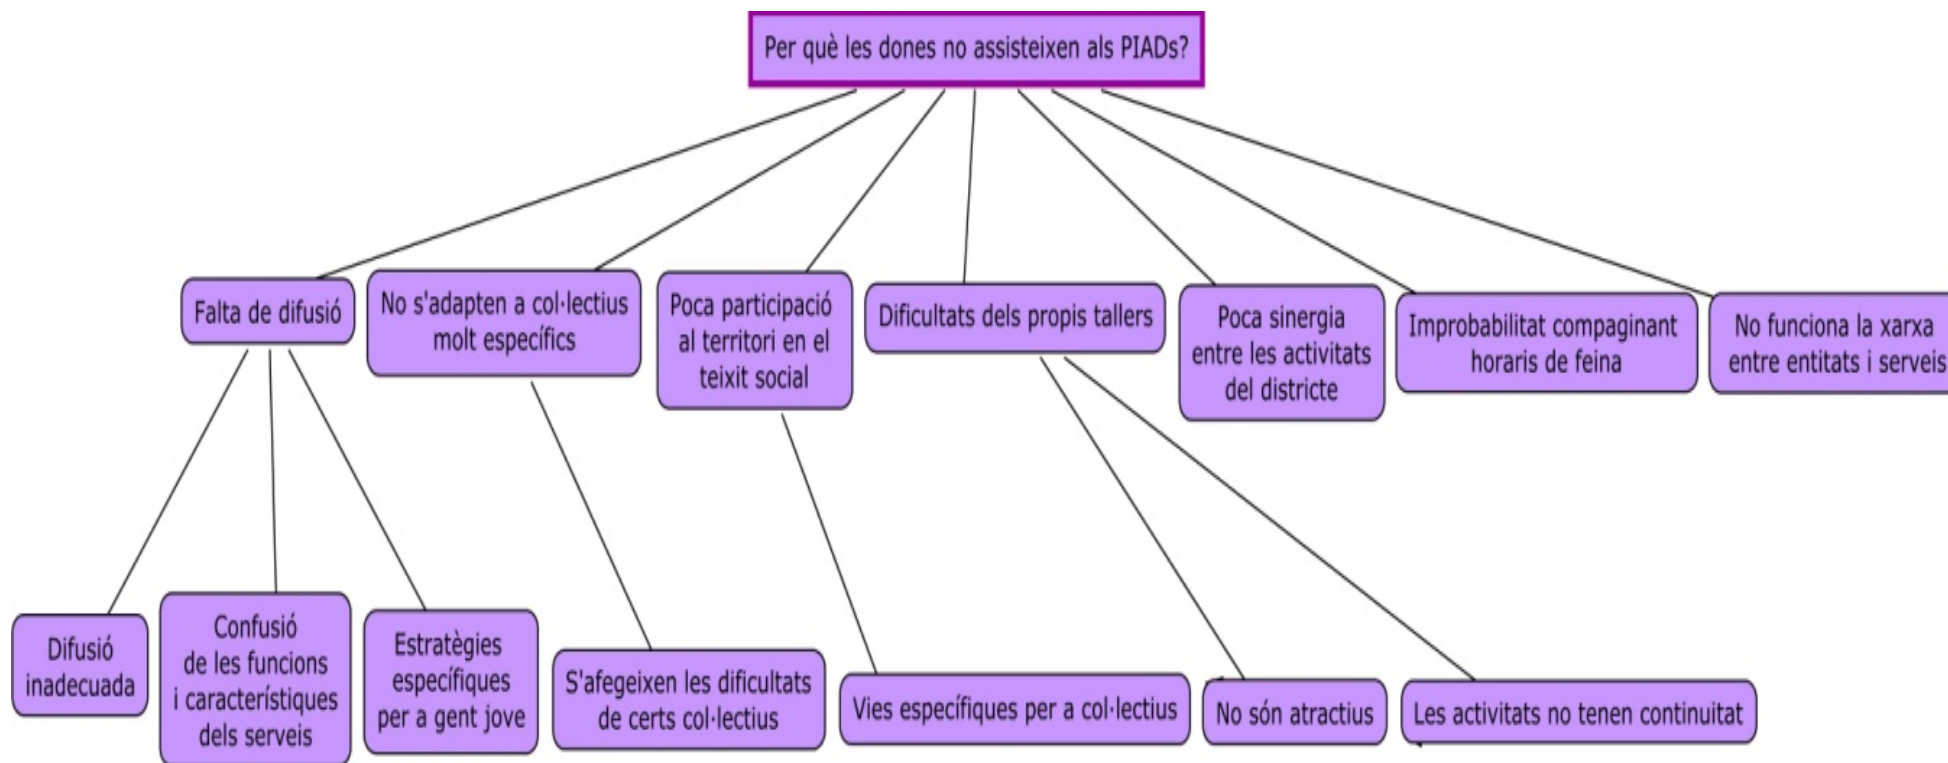 Per què les dones no assisteixen als PIADs?
Falta de difusió
No s'adapten a col·lectius
molt específics
Poca participació
al territori en el
teixit social
Dificultats dels propis tallers
Poca sinergia
entre les activitats
del districte
Improbabilitat compaginant
horaris de feina
No funciona la xarxa
entre entitats i serveis
Difusió
inadecuada
Confusió
de les funcions
i característiques
dels serveis
Estratègies
específiques
per a gent jove
S'afegeixen les dificultats
de certs col·lectius
Vies específiques per a col·lectius
No són atractius
Les activitats no tenen continuitat